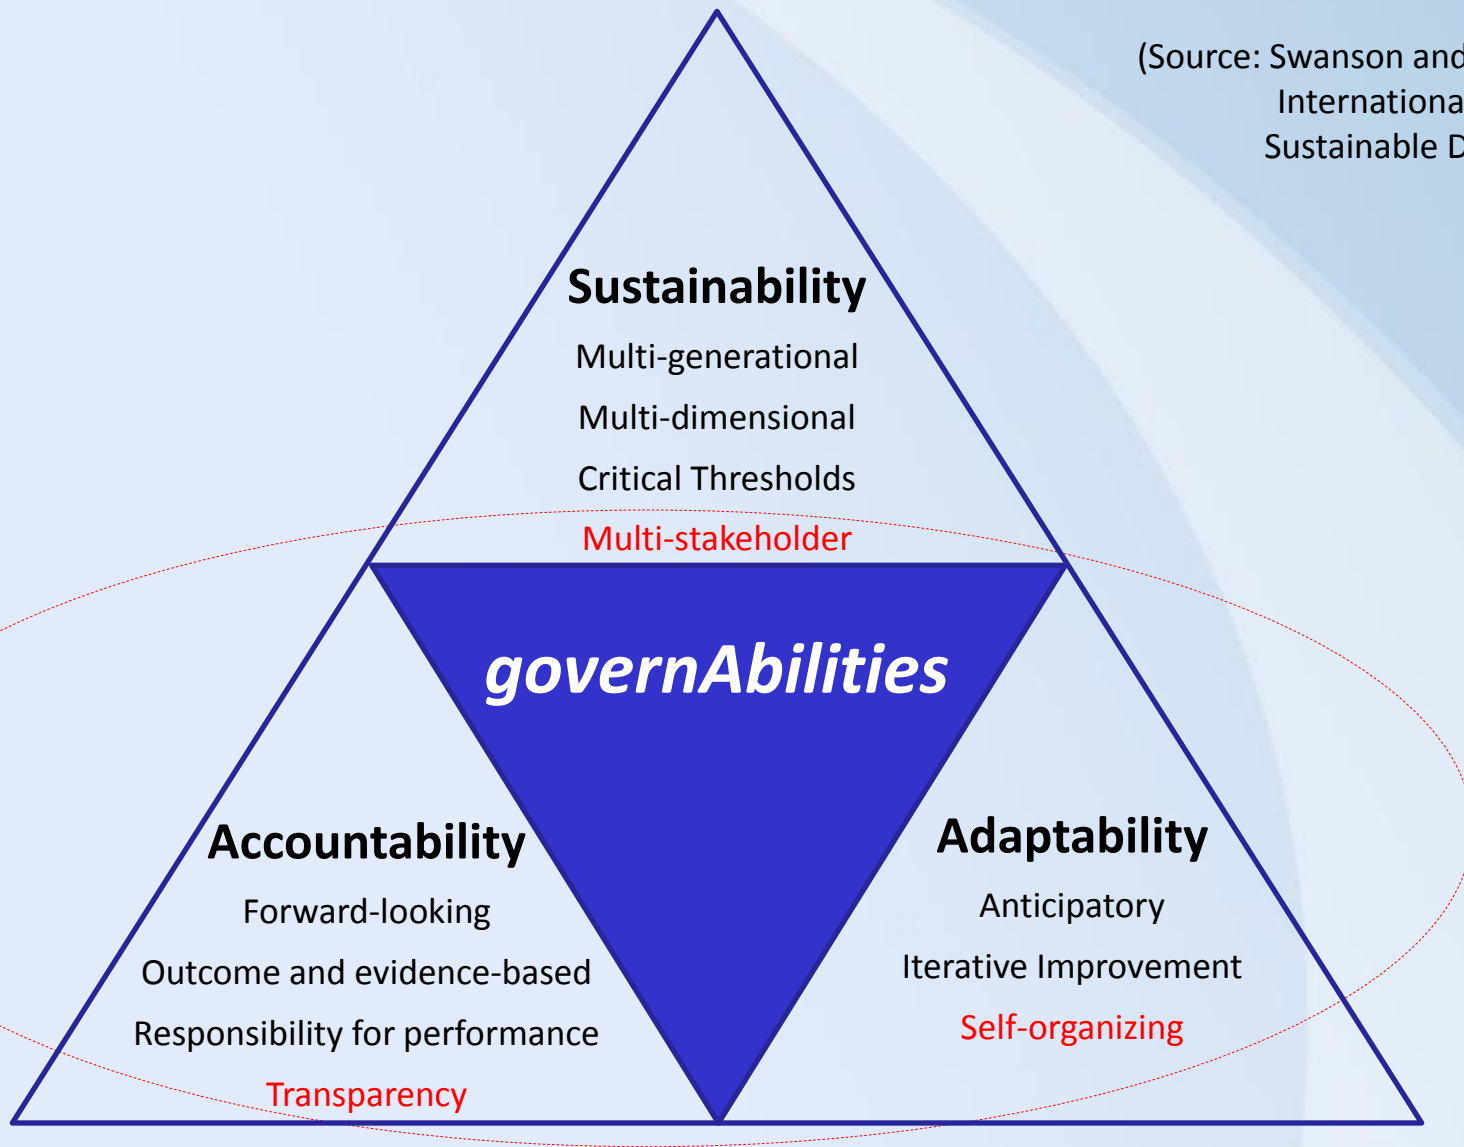 (Source: Swanson and
Internationa
Sustainable D
Sustainability
Multi-generational
Multi-dimensional
Critical Thresholds
Multi-stakeholder
governAbilities
Accountability
Forward-looking
Outcome and evidence-based
Responsibility for performance
Transparency
Adaptability
Anticipatory
Iterative Improvement
Self-organizing